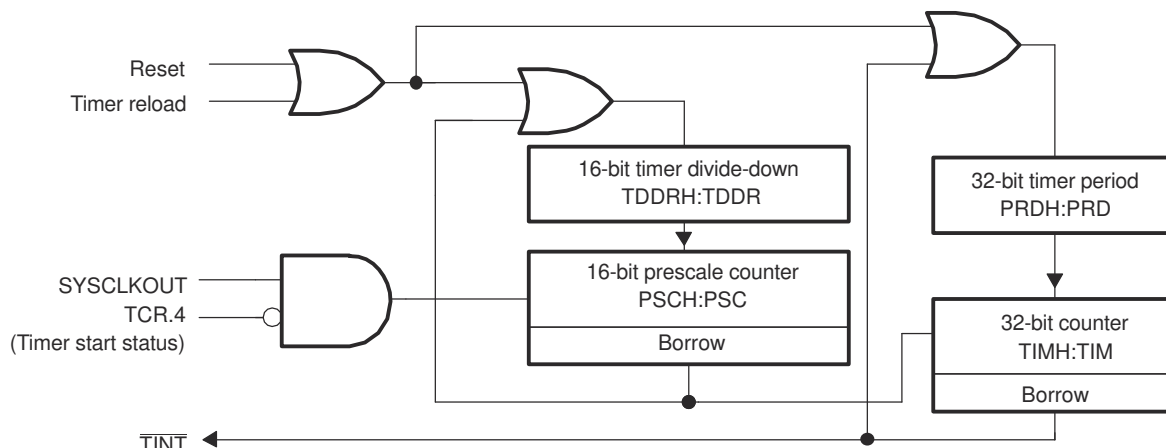 Reset
Timer reload
16-bit timer divide-down
TDDRH:TDDR
32-bit timer period
PRDH:PRD
SYSCLKOUT
TCR.4
(Timer start status)
16-bit prescale counter
PSCH:PSC
Borrow
32-bit counter
TIMH:TIM
Borrow
TINT